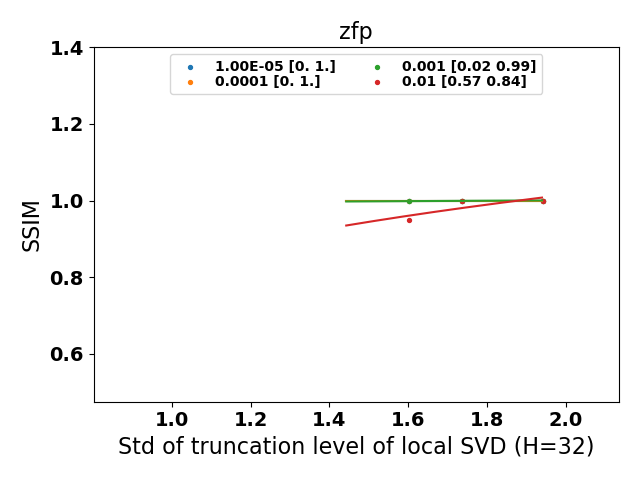 zfp
1.00E-05 [0. 1.]
0.0001 [0. 1.]
0.001 [0.02 0.99]
0.01 [0.57 0.84]
SSIM
1.4
1.2
1.0
0.8
0.6
1.0 1.2 1.4 1.6 1.8 2.0
Std of truncation level of local SVD (H=32)